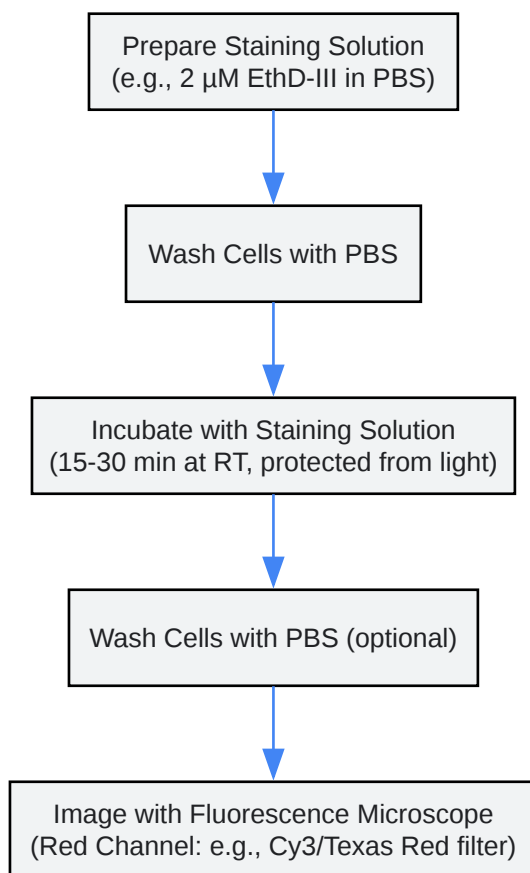 Prepare Staining Solution
(e.g., 2 µM EthD-III in PBS)
Wash Cells with PBS
Incubate with Staining Solution
(15-30 min at RT, protected from light)
Wash Cells with PBS (optional)
Image with Fluorescence Microscope
(Red Channel: e.g., Cy3/Texas Red filter)